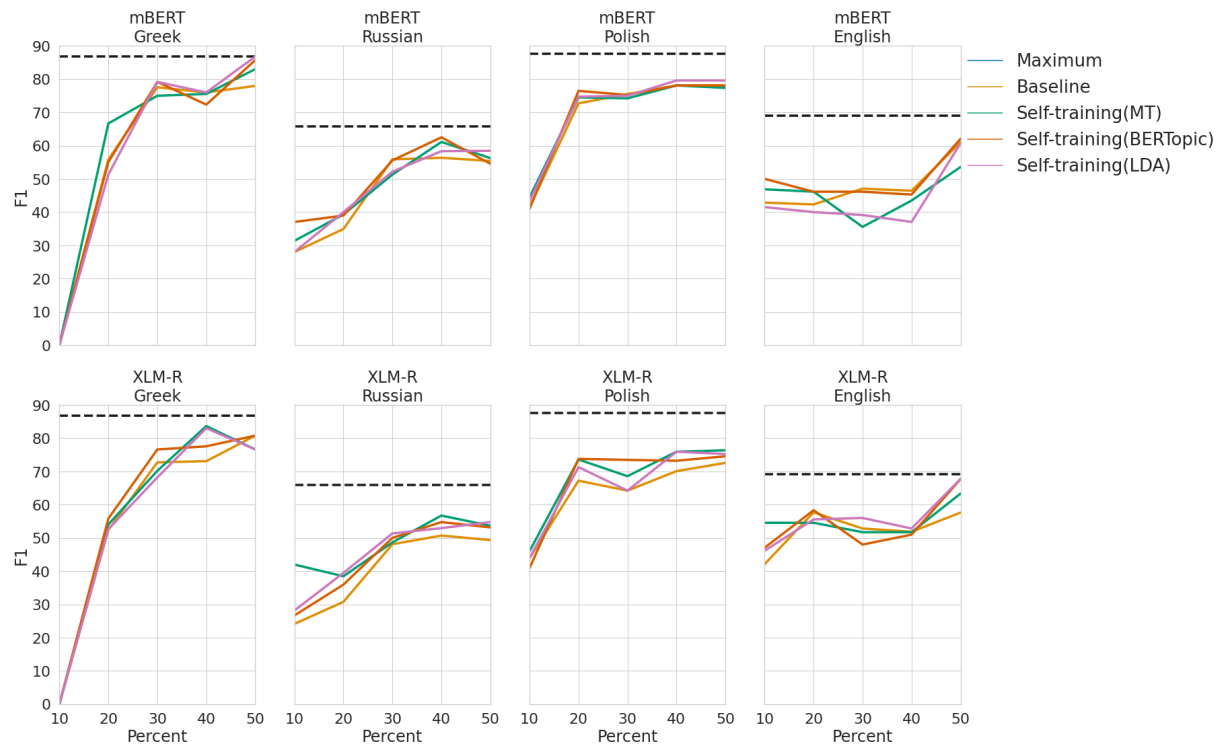 mBERT
Greek
mBERT
Russian
mBERT
Polish
mBERT
English
F1
90
80
70
60
50
40
30
20
10
0
Maximum
Baseline
Self-training(MT)
Self-training(BERTopic)
Self-training(LDA)
XLM-R
Greek
XLM-R
Russian
XLM-R
Polish
XLM-R
English
F1
90
80
70
60
50
40
30
20
10
0
10 20 30 40 50
Percent
10 20 30 40 50
Percent
10 20 30 40 50
Percent
10 20 30 40 50
Percent